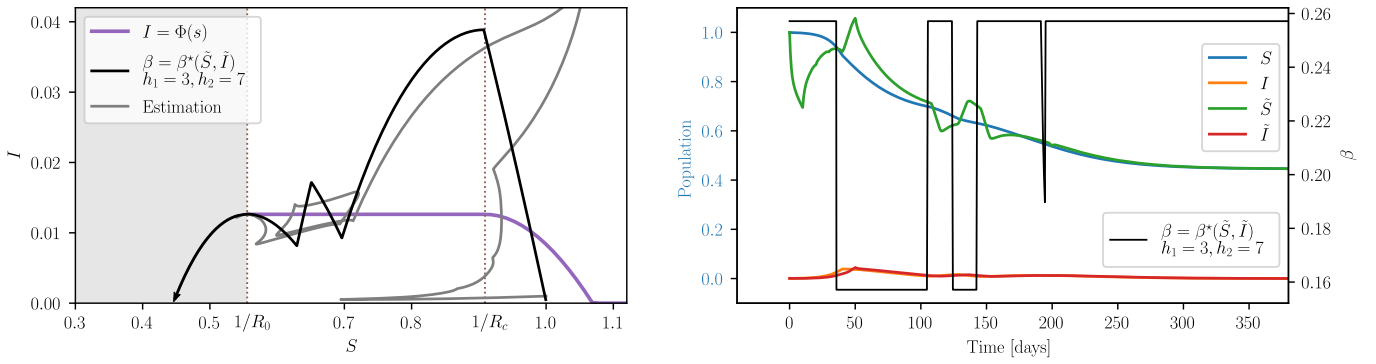 0.04
0.03
0.02
0.01
0.00
I
I = Φ(s)
β = β⋆(S̃, Ĩ)
h₁ = 3, h₂ = 7
Estimation
0.3
0.4
0.5
1/R₀
0.7
0.8
1/R_c
1.0
1.1
S
1.0
0.8
0.6
0.4
0.2
0.0
Population
S
I
S̃
Ĩ
β = β⋆(S̃, Ĩ)
h₁ = 3, h₂ = 7
0.26
0.24
0.22
0.20
0.18
0.16
β
0
50
100
150
200
250
300
350
Time [days]